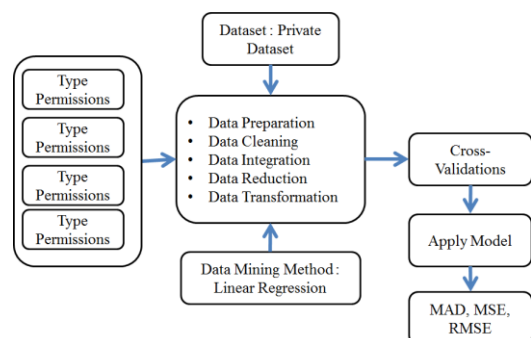 Dataset : Private
Dataset
Type
Permissions
Type
Permissions
Type
Permissions
Type
Permissions
• Data Preparation
• Data Cleaning
• Data Integration
• Data Reduction
• Data Transformation
Data Mining Method :
Linear Regression
Cross-
Validations
Apply Model
MAD, MSE,
RMSE